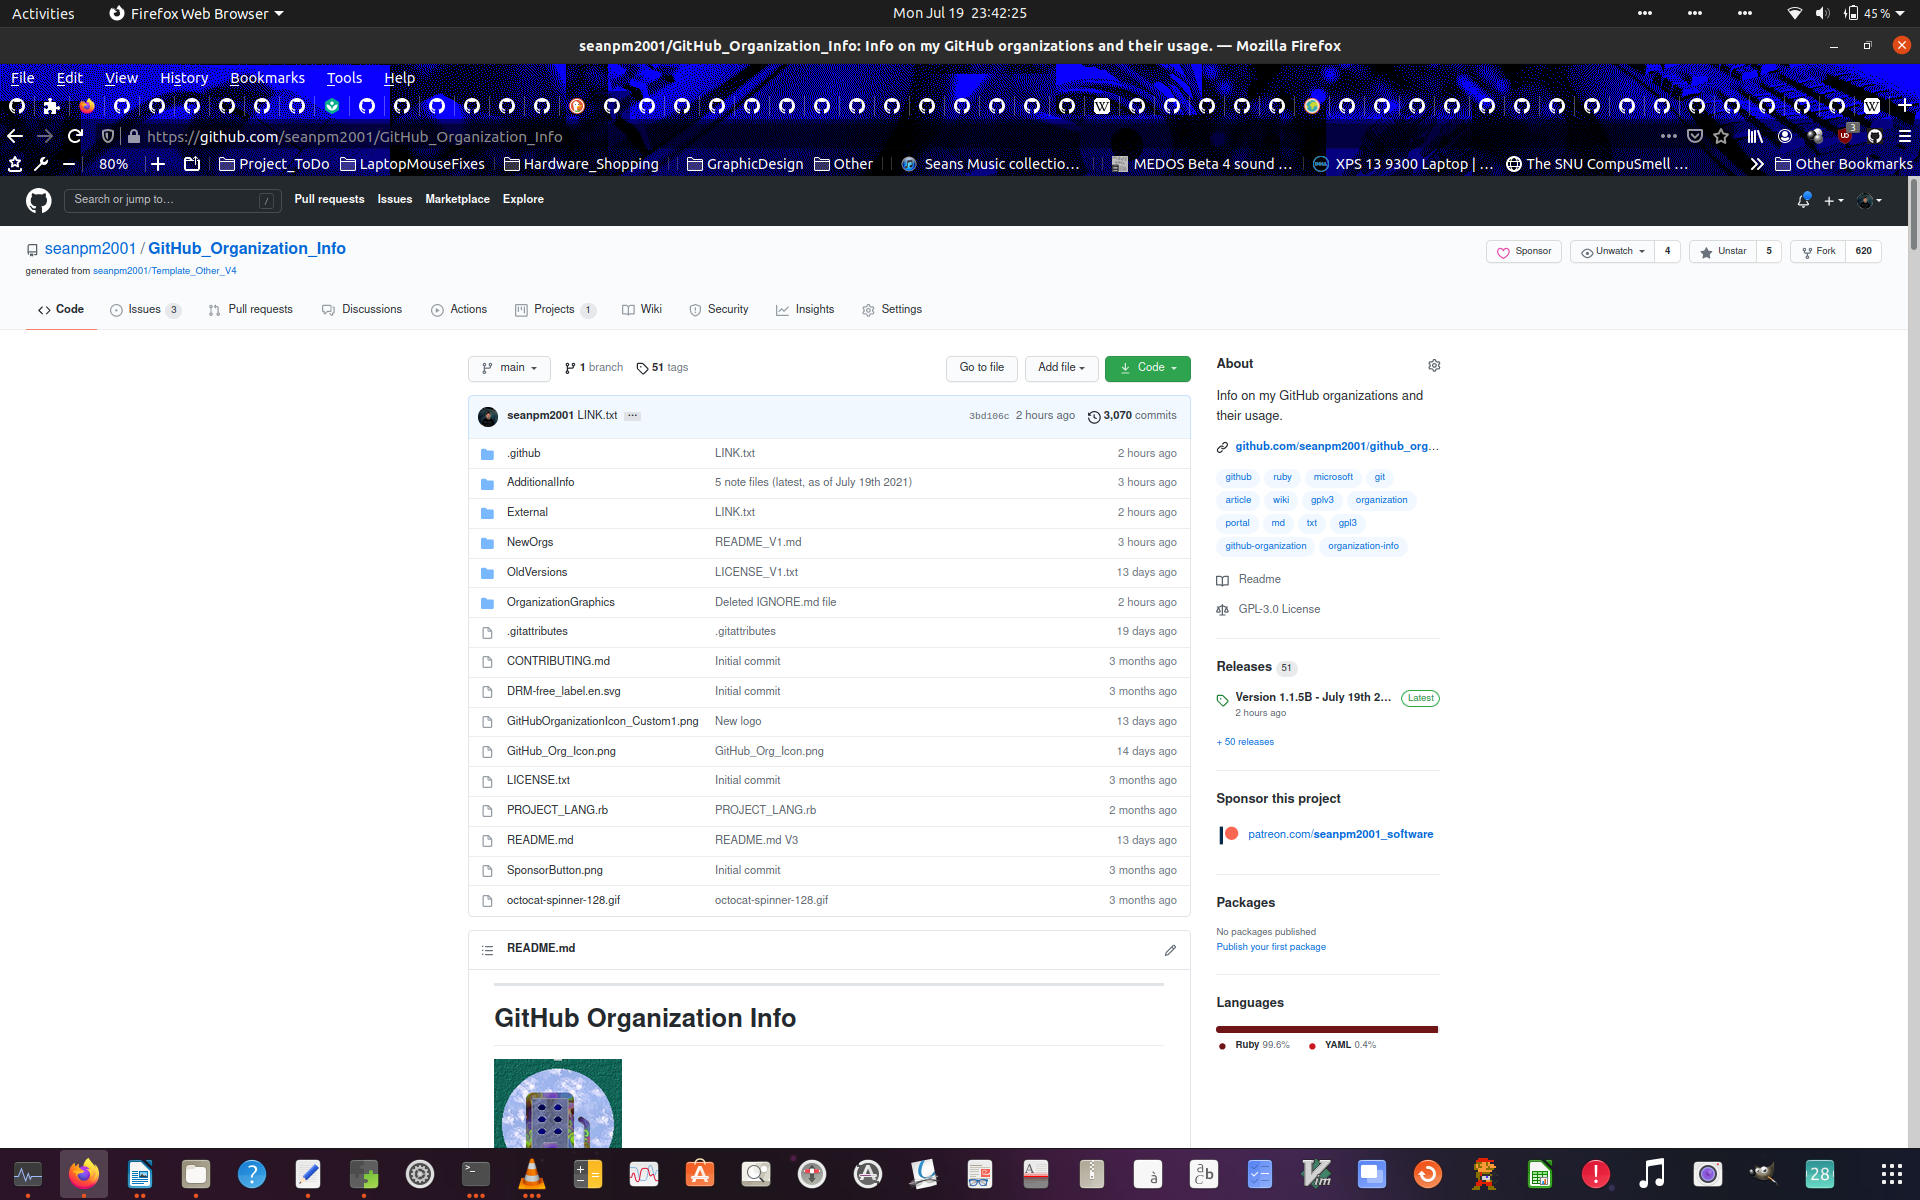 Activities Firefox Web Browser Mon Jul 19 23:42:25 45 %
seanpm2001/GitHub_Organization_Info: Info on my GitHub organizations and their usage. — Mozilla Firefox
File Edit View History Bookmarks Tools Help
https://github.com/seanpm2001/GitHub_Organization_Info 3
80% Project_ToDo LaptopMouseFixes Hardware_Shopping GraphicDesign Other Seans Music collectio… MEDOS Beta 4 sound … XPS 13 9300 Laptop | … The SNU CompuSmell … Other Bookmarks
Search or jump to… / Pull requests Issues Marketplace Explore
seanpm2001 / GitHub_Organization_Info Sponsor Unwatch 4 Unstar 5 Fork 620
generated from seanpm2001/Template_Other_V4
Code Issues 3 Pull requests Discussions Actions Projects 1 Wiki Security Insights Settings
main 1 branch 51 tags Go to file Add file Code
seanpm2001 LINK.txt ... 3bd106c 2 hours ago 3,070 commits
.github LINK.txt 2 hours ago
AdditionalInfo 5 note files (latest, as of July 19th 2021) 3 hours ago
External LINK.txt 2 hours ago
NewOrgs README_V1.md 3 hours ago
OldVersions LICENSE_V1.txt 13 days ago
OrganizationGraphics Deleted IGNORE.md file 2 hours ago
.gitattributes .gitattributes 19 days ago
CONTRIBUTING.md Initial commit 3 months ago
DRM-free_label.en.svg Initial commit 3 months ago
GitHubOrganizationIcon_Custom1.png New logo 13 days ago
GitHub_Org_Icon.png GitHub_Org_Icon.png 14 days ago
LICENSE.txt Initial commit 3 months ago
PROJECT_LANG.rb PROJECT_LANG.rb 2 months ago
README.md README.md V3 13 days ago
SponsorButton.png Initial commit 3 months ago
octocat-spinner-128.gif octocat-spinner-128.gif 3 months ago
README.md
GitHub Organization Info
About
Info on my GitHub organizations and
their usage.
github.com/seanpm2001/github_org…
github ruby microsoft git
article wiki gplv3 organization
portal md txt gpl3
github-organization organization-info
Readme
GPL-3.0 License
Releases 51
Version 1.1.5B - July 19th 2... Latest
2 hours ago
+ 50 releases
Sponsor this project
patreon.com/seanpm2001_software
Packages
No packages published
Publish your first package
Languages
Ruby 99.6% YAML 0.4%
28